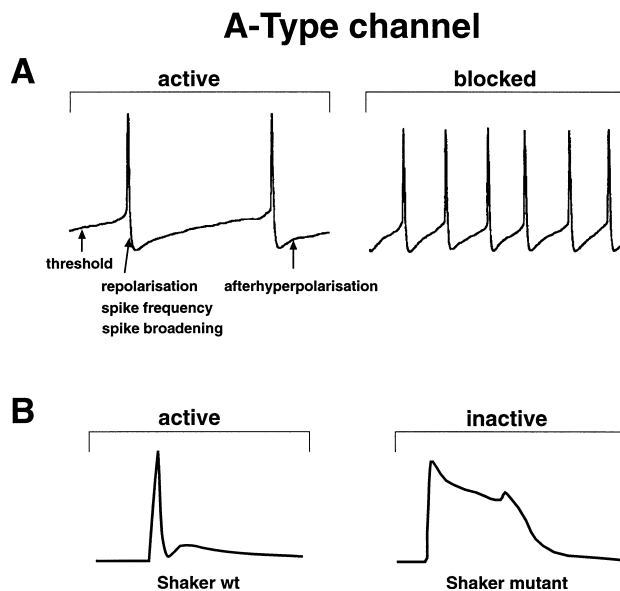 A-Type channel
A
active
blocked
threshold
repolarisation
spike frequency
spike broadening
afterhyperpolarisation
B
active
inactive
Shaker wt
Shaker mutant